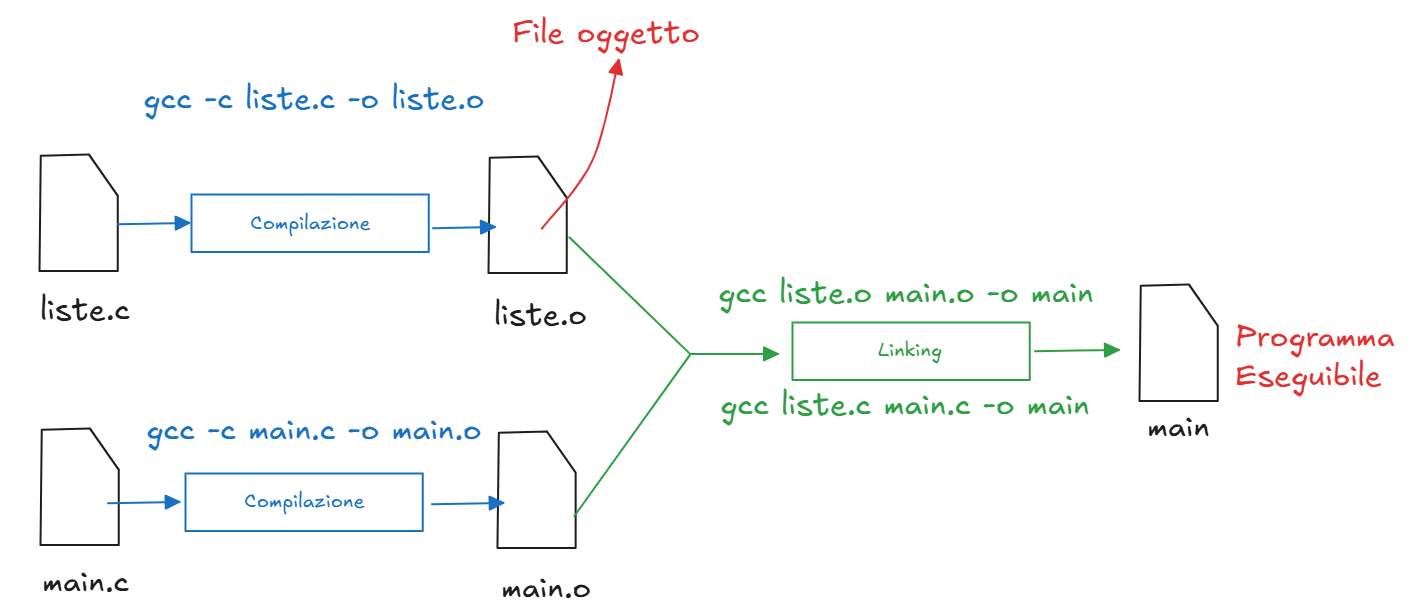 File oggetto
gcc -c liste.c -o liste.o
Compilazione
liste.c
liste.o
gcc liste.o main.o -o main
Linking
Programma
Eseguibile
gcc liste.c main.c -o main
main
gcc -c main.c -o main.o
Compilazione
main.c
main.o